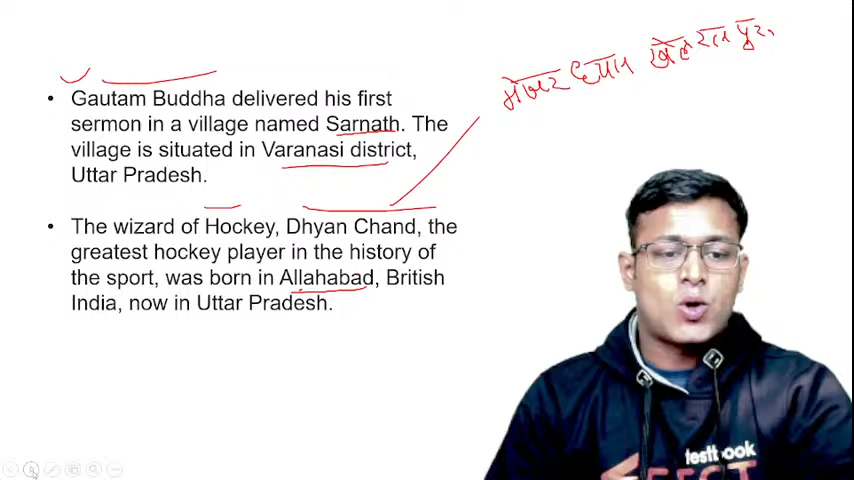 मेजर ध्यान खेल रत्न पुर.
Gautam Buddha delivered his first
sermon in a village named Sarnath. The
village is situated in Varanasi district,
Uttar Pradesh.
The wizard of Hockey, Dhyan Chand, the
greatest hockey player in the history of
the sport, was born in Allahabad, British
India, now in Uttar Pradesh.
testbook